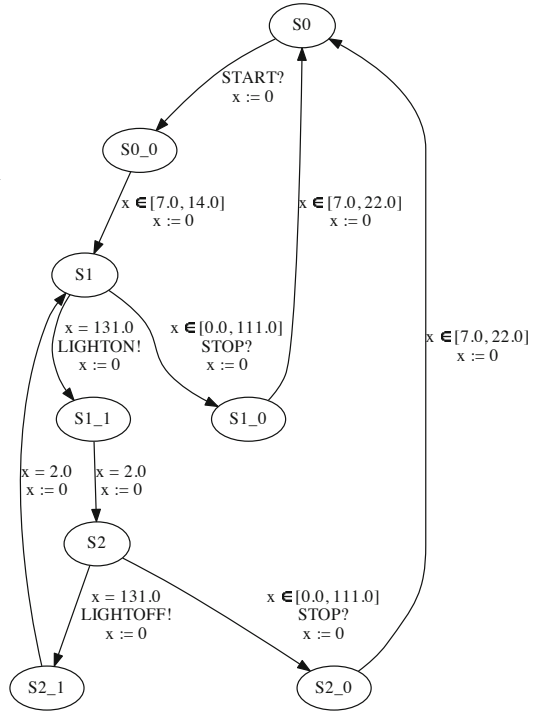 S0
START?
x := 0
S0_0
x ∈ [7.0, 14.0]
x := 0
x ∈ [7.0, 22.0]
x := 0
S1
x = 131.0
LIGHTON!
x := 0
x ∈ [0.0, 111.0]
STOP?
x := 0
x ∈ [7.0, 22.0]
x := 0
S1_1
S1_0
x = 2.0
x := 0
x = 2.0
x := 0
S2
x = 131.0
LIGHTOFF!
x := 0
x ∈ [0.0, 111.0]
STOP?
x := 0
S2_1
S2_0